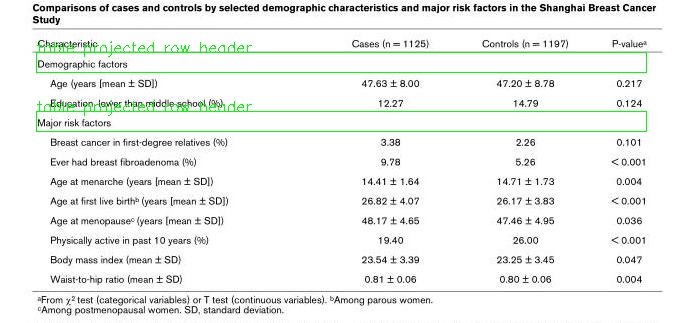 Comparisons of cases and controls by selected demographic characteristics and major risk factors in the Shanghai Breast Cancer
Study
Characteristic Cases (n = 1125) Controls (n = 1197) P-valueᵃ
table projected row header
Demographic factors
Age (years [mean ± SD]) 47.63 ± 8.00 47.20 ± 8.78 0.217
Education, lower than middle school (%) 12.27 14.79 0.124
table projected row header
Major risk factors
Breast cancer in first-degree relatives (%) 3.38 2.26 0.101
Ever had breast fibroadenoma (%) 9.78 5.26 < 0.001
Age at menarche (years [mean ± SD]) 14.41 ± 1.64 14.71 ± 1.73 0.004
Age at first live birthᵇ (years [mean ± SD]) 26.82 ± 4.07 26.17 ± 3.83 < 0.001
Age at menopauseᶜ (years [mean ± SD]) 48.17 ± 4.65 47.46 ± 4.95 0.036
Physically active in past 10 years (%) 19.40 26.00 < 0.001
Body mass index (mean ± SD) 23.54 ± 3.39 23.25 ± 3.45 0.047
Waist-to-hip ratio (mean ± SD) 0.81 ± 0.06 0.80 ± 0.06 0.004
ᵃFrom χ² test (categorical variables) or T test (continuous variables). ᵇAmong parous women.
ᶜAmong postmenopausal women. SD, standard deviation.